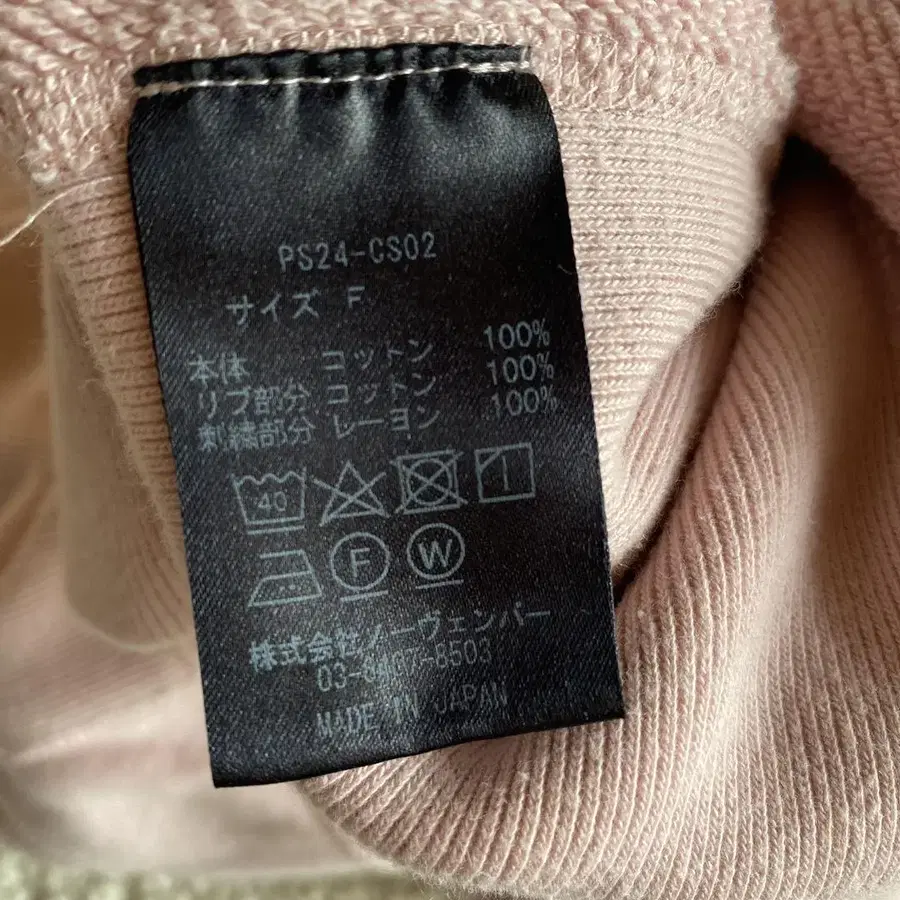 PS24-CS02
サイズ F
本体 コットン 100%
リブ部分 コットン 100%
刺繍部分 レーヨン 100%
40
F W
株式会社ノーヴェンバー
MADE IN JAPAN